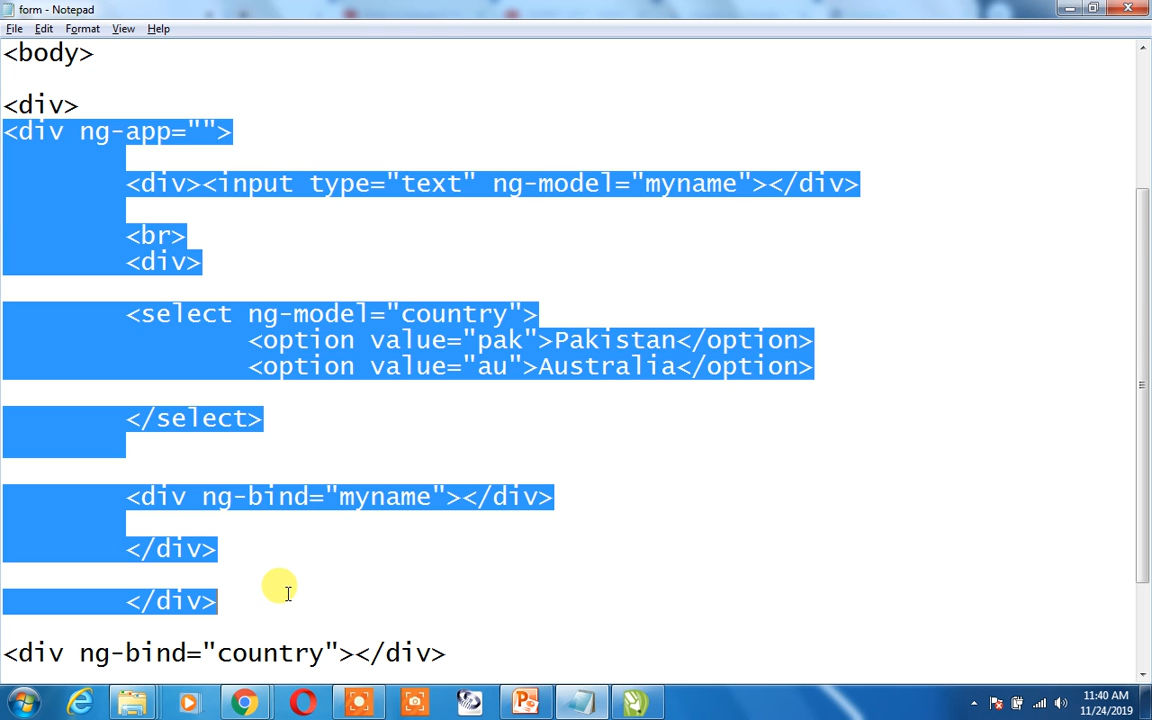 form - Notepad
File Edit Format View Help
<body>
<div>
<div ng-app="">
<div><input type="text" ng-model="myname"></div>
<br>
<div>
<select ng-model="country">
<option value="pak">Pakistan</option>
<option value="au">Australia</option>
</select>
<div ng-bind="myname"></div>
</div>
</div>
<div ng-bind="country"></div>
11:40 AM
11/24/2019